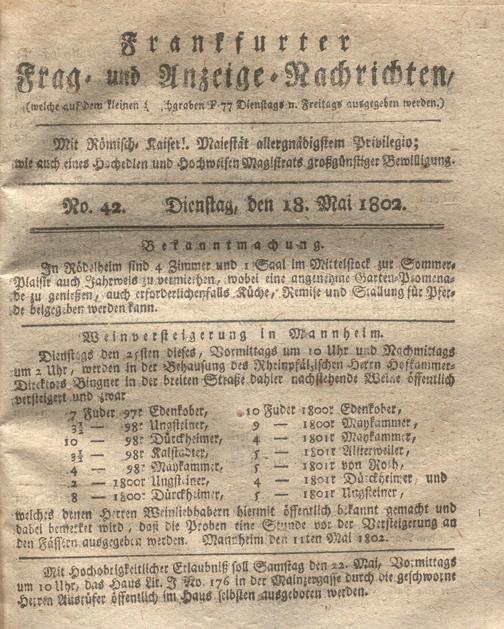 Frankfurter
Frag- und Anzeige-Nachrichten,
(welche auf dem kleinen Hirschgraben F 77 Dienstags u. Freitags ausgegeben werden.)
Mit Römisch- Kaiserl. Maiestät allergnädigstem Privilegio;
wie auch eines Hochedlen und Hochweisen Magistrats großgünstiger Bewilligung.
No. 42. Dienstag, den 18. Mai 1802.
Bekanntmachung.
In Rödelheim sind 4 Zimmer und 1 Saal im Mittelstock zur Sommer-
Plaisir auch Jahrweis zu vermiethen, wobei eine angenehme Garten-Promena-
de zu genießen, auch erforderlichenfalls Küche, Remise und Stallung für Pfer-
de beigegeben werden kann.
Weinversteigerung in Mannheim.
Dienstags den 25sten dieses, Vormittags um 10 Uhr und Nachmittags
um 2 Uhr, werden in der Behausung des Rheinpfälzischen Herrn Hofkammer-
Direktors Bingner in der breiten Straße dahier nachstehende Weine öffentlich
versteigert und zwar
7 Fuder 97r Edenkober, 10 Fuder 1800r Edenkober,
3½ — 98r Ungsteiner, 9 — 1800r Maykammer,
10 — 98r Dürckheimer, 4 — 1801r Maykammer,
3½ — 98r Kalstadter, 5 — 1801r Alsterweiler,
4 — 98r Maykammer, 5 — 1801r von Roth,
2 — 1800r Ungsteiner, 4 — 1801r Dürckheimer, und
8 — 1800r Dürckheimer, 5 — 1801r Ungsteiner,
welches denen Herren Weinliebhabern hiermit öffentlich bekannt gemacht und
dabei bemerket wird, daß die Proben eine Stunde vor der Versteigerung an
den Fässern ausgegeben werden. Mannheim den 11ten Mai 1802.
Mit Hochobrigkeitlicher Erlaubniß soll Samstag den 22. Mai, Vormittags
um 10 Uhr, das Haus Lit. J No. 176 in der Mainzergasse durch die geschworne
Herren Ausrüfer öffentlich im Haus selbsten ausgeboten werden.